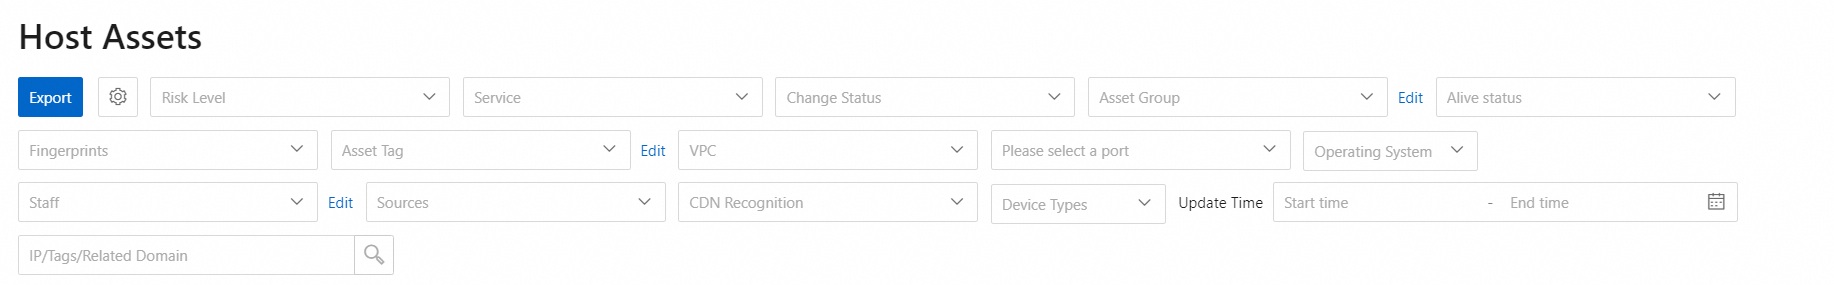 Host Assets
Export Risk Level Service Change Status Asset Group Edit Alive status
Fingerprints Asset Tag Edit VPC Please select a port Operating System
Staff Edit Sources CDN Recognition Device Types Update Time Start time - End time
IP/Tags/Related Domain